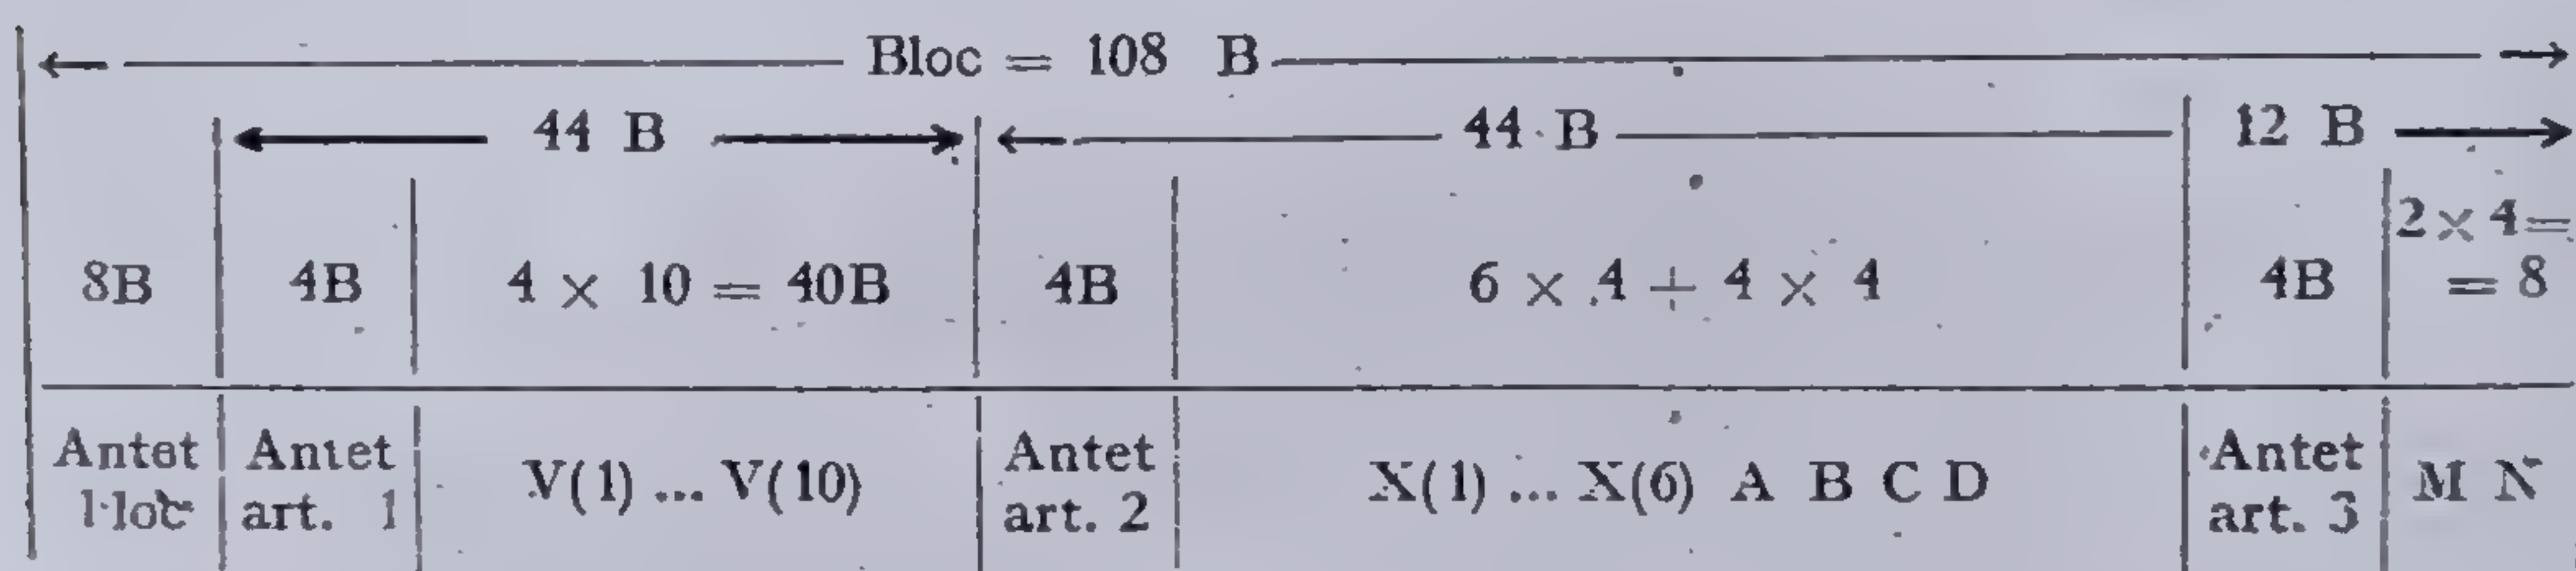 Bloc = 108 B
44 B 44 B 12 B
2 × 4 =
8B 4B 4 × 10 = 40B 4B 6 × 4 + 4 × 4 4B = 8
Antet Antet Antet Antet
bloc art. 1 V(1) ... V(10) art. 2 X(1) ... X(6) A B C D art. 3 M N